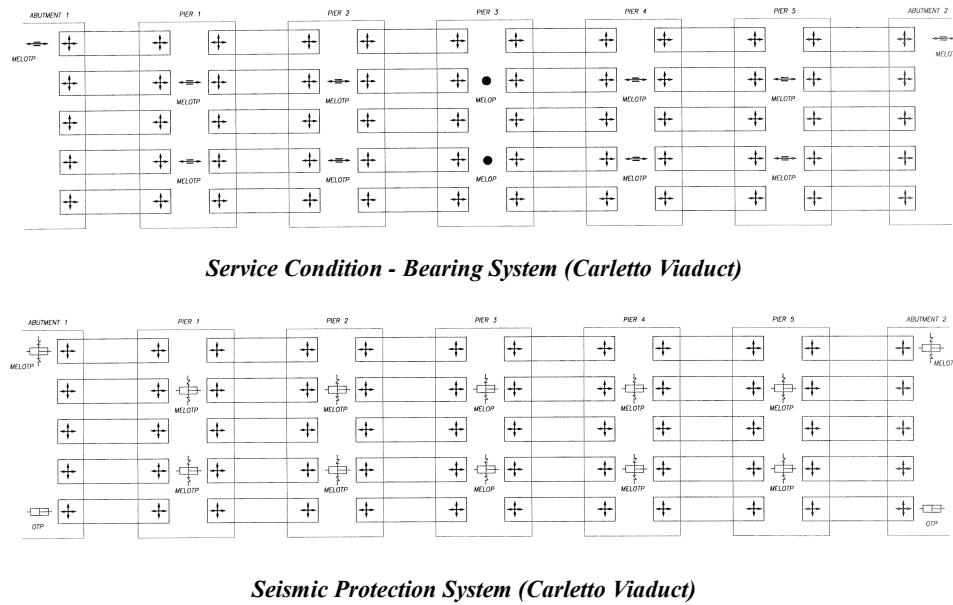 ABUTMENT 1 PIER 1 PIER 2 PIER 3 PIER 4 PIER 5 ABUTMENT 2
MELOTP MELO
MELOTP MELOTP MELOP MELOTP MELOTP
MELOTP MELOTP MELOP MELOTP MELOTP
Service Condition - Bearing System (Carletto Viaduct)
ABUTMENT 1 PIER 1 PIER 2 PIER 3 PIER 4 PIER 5 ABUTMENT 2
MELOTP MELOT
MELOTP MELOTP MELOP MELOTP MELOTP
MELOTP MELOTP MELOP MELOTP MELOTP
OTP OTP
Seismic Protection System (Carletto Viaduct)